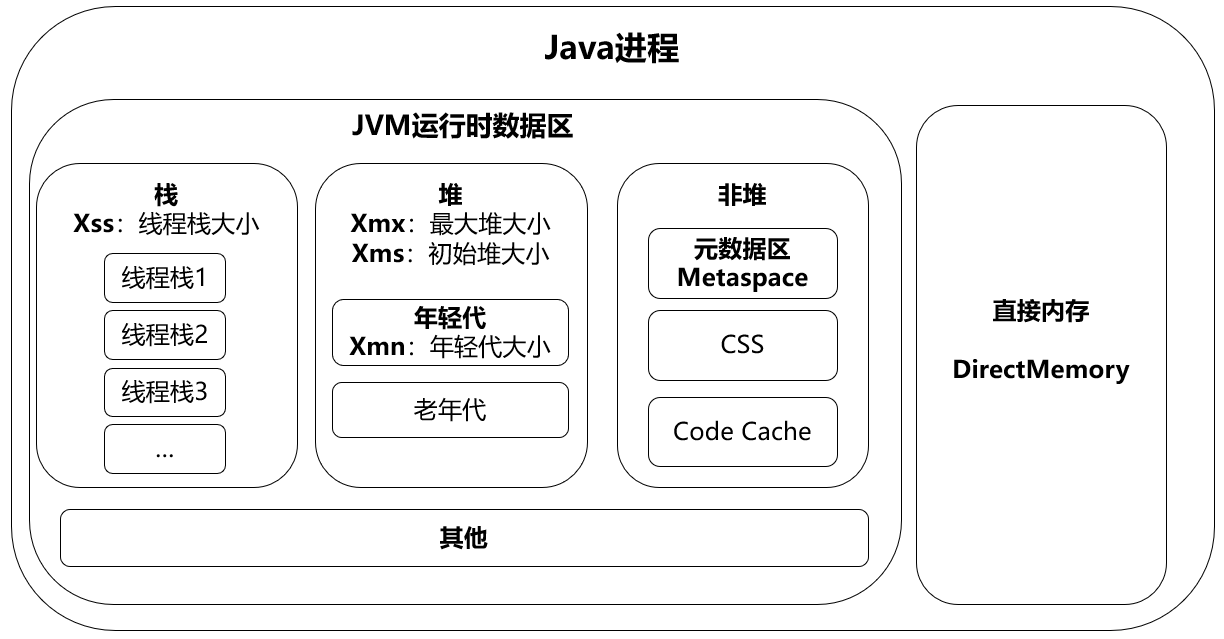 Java进程
JVM运行时数据区
栈
Xss：线程栈大小
线程栈1
线程栈2
线程栈3
...
堆
Xmx：最大堆大小
Xms：初始堆大小
年轻代
Xmn：年轻代大小
老年代
非堆
元数据区
Metaspace
CSS
Code Cache
其他
直接内存
DirectMemory